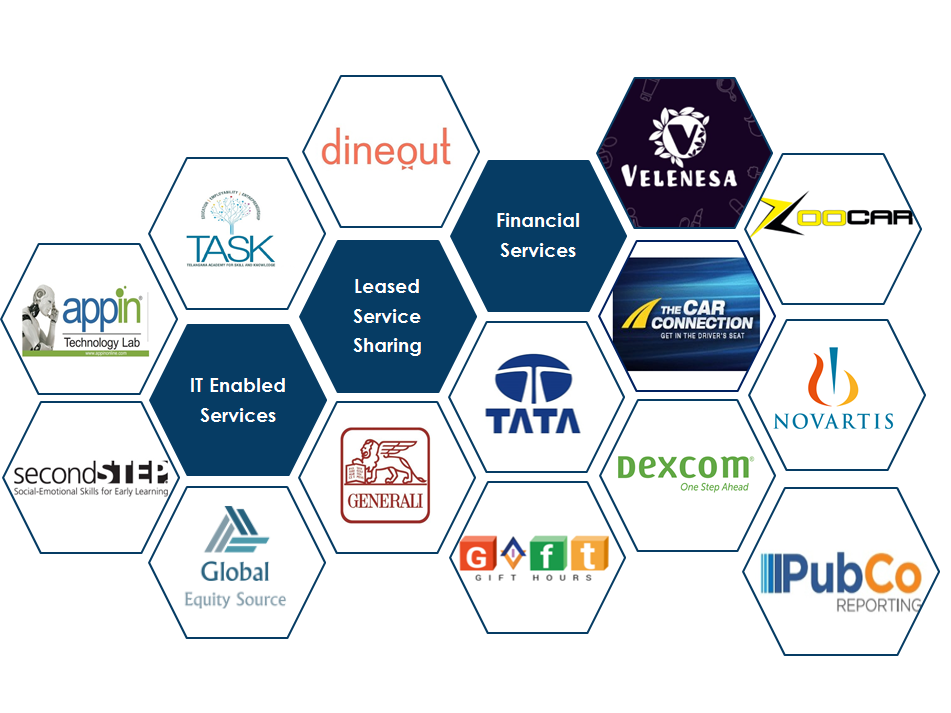 dineout
VELENESA
EDUCATION | EMPLOYABILITY | ENTREPRENEURSHIP
TASK
TELANGANA ACADEMY FOR SKILL AND KNOWLEDGE
Financial
Services
ZOOCAR
appin
Technology Lab
www.appinonline.com
Leased
Service
Sharing
THE CAR
CONNECTION
GET IN THE DRIVER'S SEAT
IT Enabled
Services
TATA
NOVARTIS
secondSTEP
Social-Emotional Skills for Early Learning
GENERALI
DEXCOM
One Step Ahead
Global
Equity Source
Gift
GIFT HOURS
PubCo
REPORTING